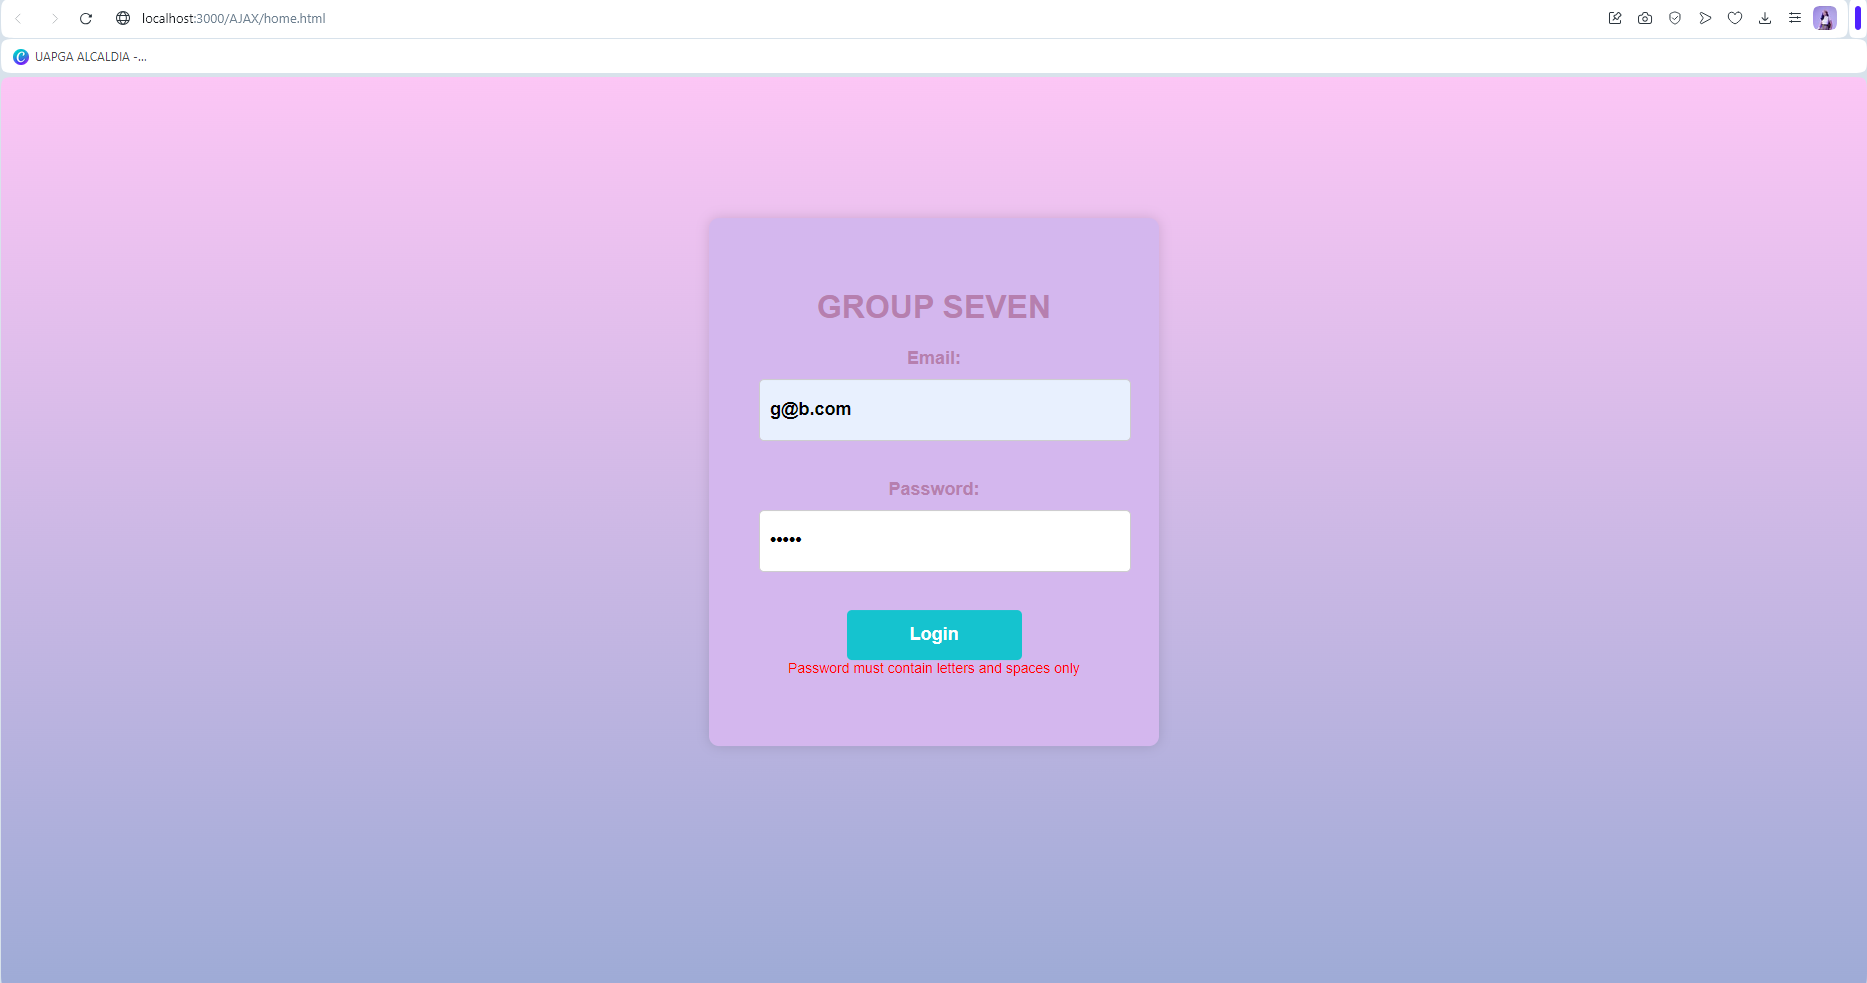 localhost:3000/AJAX/home.html
UAPGA ALCALDIA -...
GROUP SEVEN
Email:
g@b.com
Password:
•••••
Login
Password must contain letters and spaces only